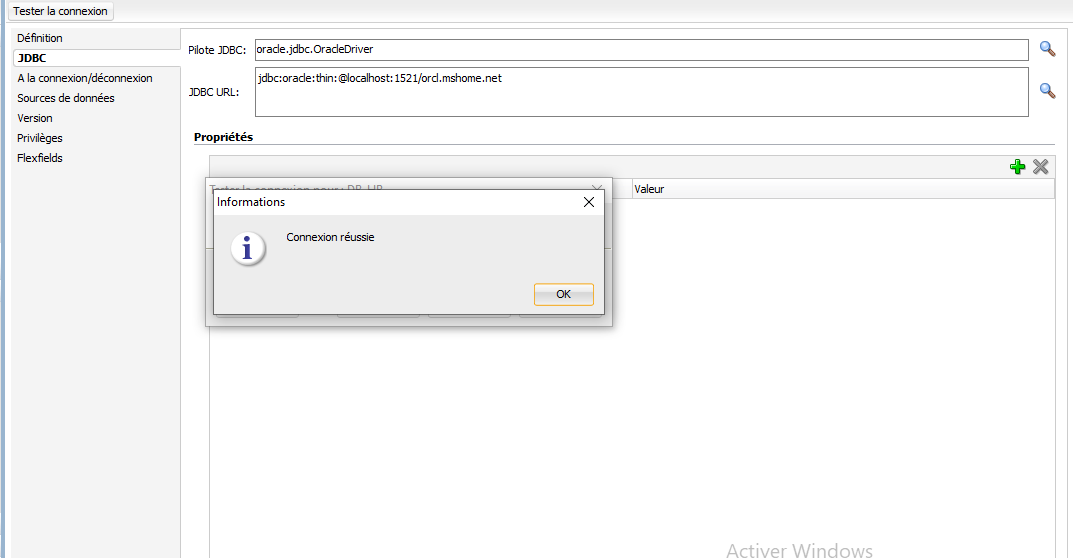 Tester la connexion
Définition
JDBC
A la connexion/déconnexion
Sources de données
Version
Privilèges
Flexfields
Pilote JDBC:
oracle.jdbc.OracleDriver
JDBC URL:
jdbc:oracle:thin:@localhost:1521/orcl.mshome.net
Propriétés
Valeur
Informations
Connexion réussie
OK
Activer Windows